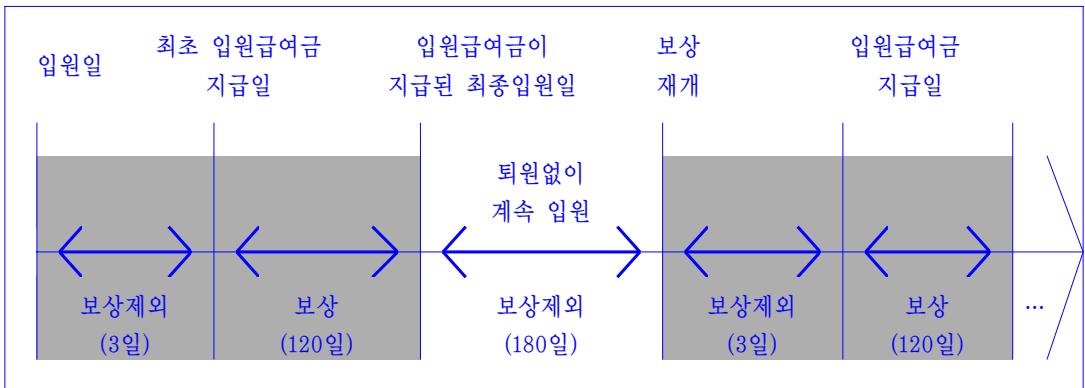 입원일
최초 입원급여금
지급일
입원급여금이
지급된 최종입원일
보상
재개
입원급여금
지급일
퇴원없이
계속 입원
보상제외
(3일)
보상
(120일)
보상제외
(180일)
보상제외
(3일)
보상
(120일)
...